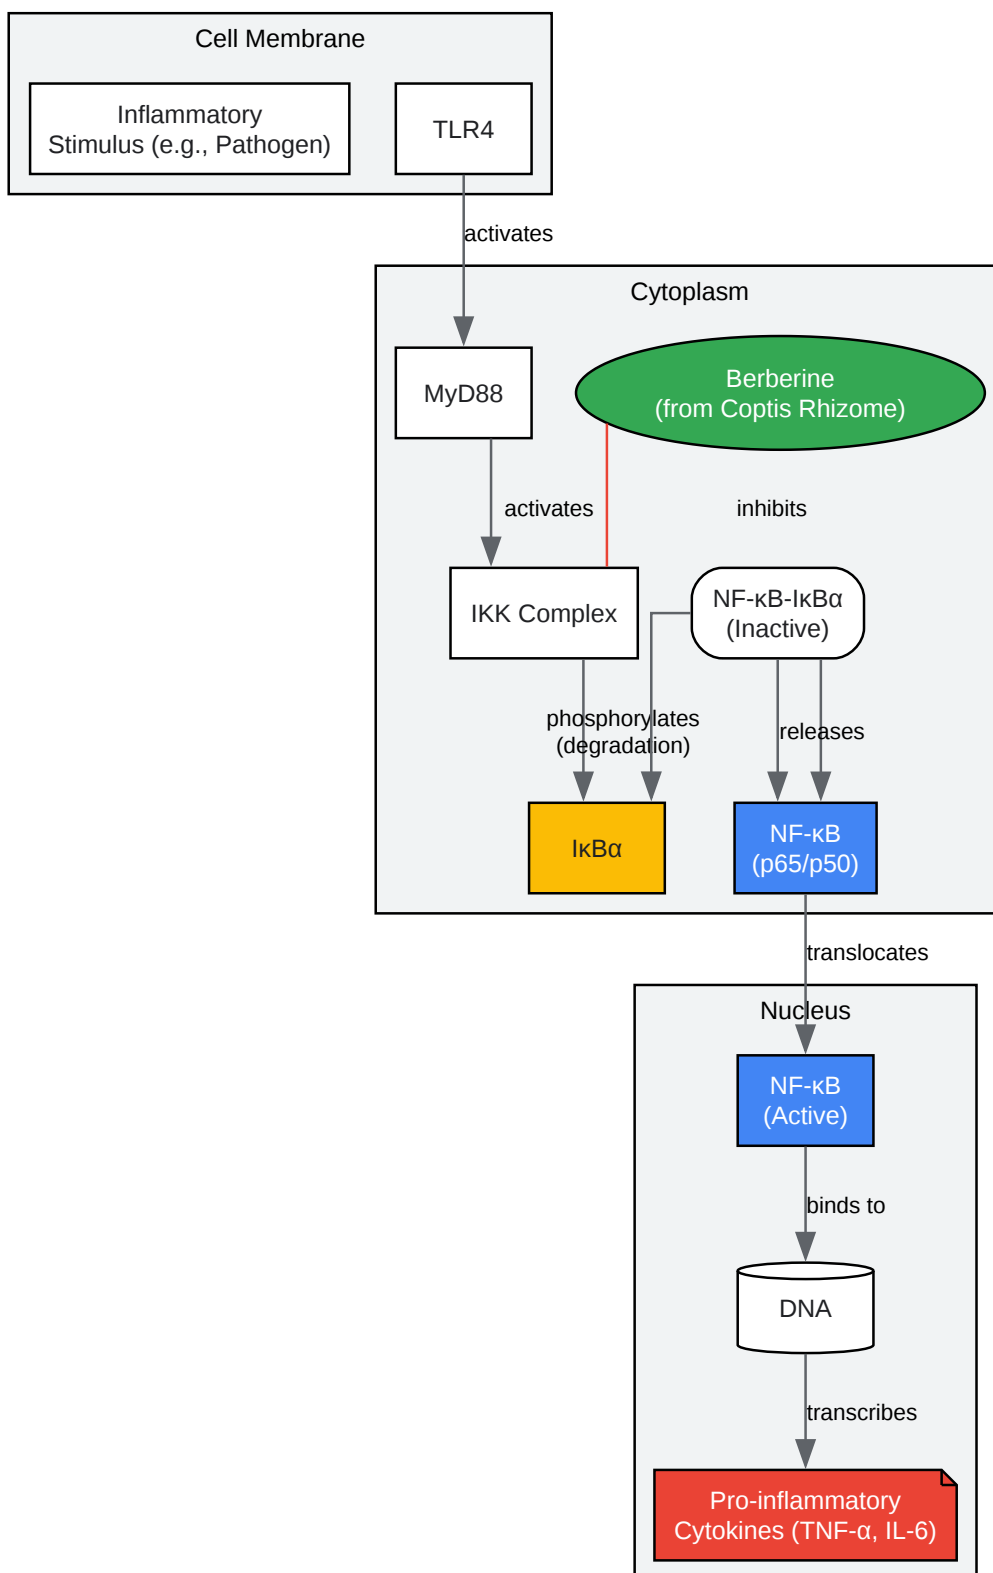 Cell Membrane
Inflammatory
Stimulus (e.g., Pathogen)
TLR4
activates
Cytoplasm
MyD88
Berberine
(from Coptis Rhizome)
activates
inhibits
IKK Complex
NF-κB-IκBα
(Inactive)
phosphorylates
(degradation)
releases
IκBα
NF-κB
(p65/p50)
translocates
Nucleus
NF-κB
(Active)
binds to
DNA
transcribes
Pro-inflammatory
Cytokines (TNF-α, IL-6)